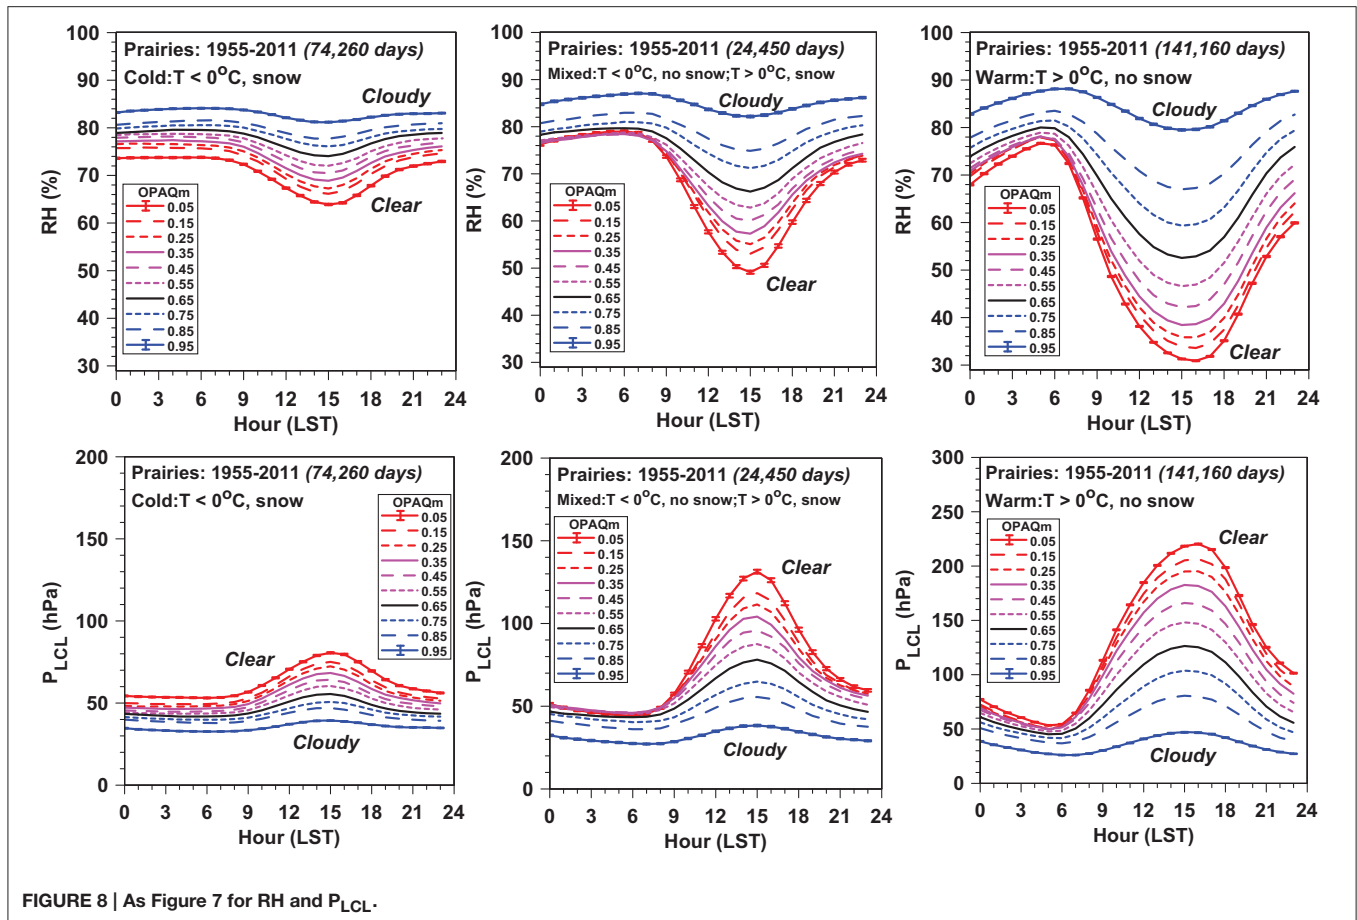 Prairies: 1955-2011 (74,260 days)
Cold:T < 0°C, snow
Cloudy
Clear
OPAQm
0.05
0.15
0.25
0.35
0.45
0.55
0.65
0.75
0.85
0.95
RH (%)
100
90
80
70
60
50
40
30
0 3 6 9 12 15 18 21 24
Hour (LST)
Prairies: 1955-2011 (24,450 days)
Mixed:T < 0°C, no snow;T > 0°C, snow
Cloudy
Clear
OPAQm
0.05
0.15
0.25
0.35
0.45
0.55
0.65
0.75
0.85
0.95
RH (%)
100
90
80
70
60
50
40
30
0 3 6 9 12 15 18 21 24
Hour (LST)
Prairies: 1955-2011 (141,160 days)
Warm:T > 0°C, no snow
Cloudy
Clear
OPAQm
0.05
0.15
0.25
0.35
0.45
0.55
0.65
0.75
0.85
0.95
RH (%)
100
90
80
70
60
50
40
30
0 3 6 9 12 15 18 21 24
Hour (LST)
Prairies: 1955-2011 (74,260 days)
Cold:T < 0°C, snow
OPAQm
0.05
0.15
0.25
0.35
0.45
0.55
0.65
0.75
0.85
0.95
Clear
Cloudy
PLCL (hPa)
200
150
100
50
0
0 3 6 9 12 15 18 21 24
Hour (LST)
Prairies: 1955-2011 (24,450 days)
Mixed:T < 0°C, no snow;T > 0°C, snow
OPAQm
0.05
0.15
0.25
0.35
0.45
0.55
0.65
0.75
0.85
0.95
Clear
Cloudy
PLCL (hPa)
200
150
100
50
0
0 3 6 9 12 15 18 21 24
Hour (LST)
Prairies: 1955-2011 (141,160 days)
Warm:T > 0°C, no snow
OPAQm
0.05
0.15
0.25
0.35
0.45
0.55
0.65
0.75
0.85
0.95
Clear
Cloudy
PLCL (hPa)
300
250
200
150
100
50
0
0 3 6 9 12 15 18 21 24
Hour (LST)
FIGURE 8 | As Figure 7 for RH and PLCL.